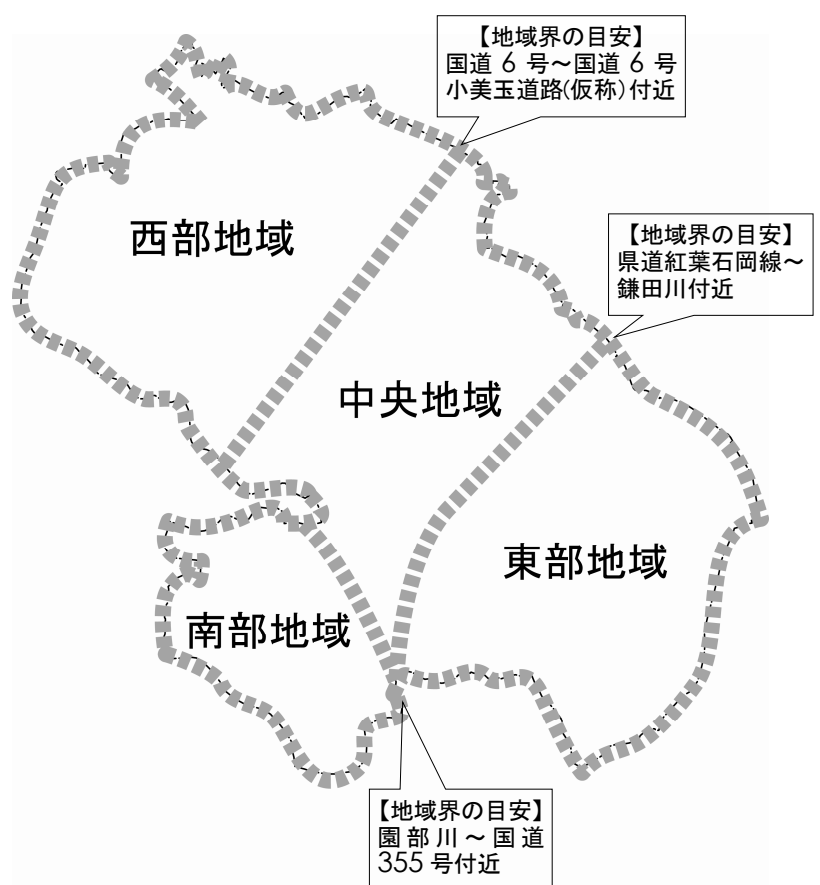 【地域界の目安】
国道6号～国道6号
小美玉道路(仮称)付近
西部地域
【地域界の目安】
県道紅葉石岡線～
鎌田川付近
中央地域
東部地域
南部地域
【地域界の目安】
園部川～国道
355号付近